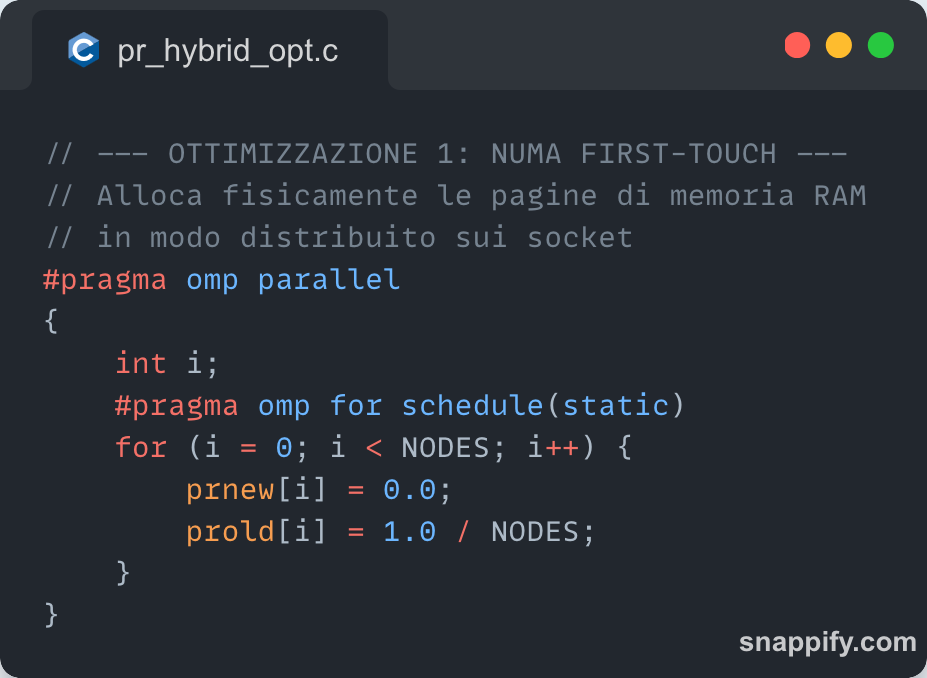 pr_hybrid_opt.c
// --- OTTIMIZZAZIONE 1: NUMA FIRST-TOUCH ---
// Alloca fisicamente le pagine di memoria RAM
// in modo distribuito sui socket
#pragma omp parallel
{
    int i;
    #pragma omp for schedule(static)
    for (i = 0; i < NODES; i++) {
        prnew[i] = 0.0;
        prold[i] = 1.0 / NODES;
    }
}
snappify.com